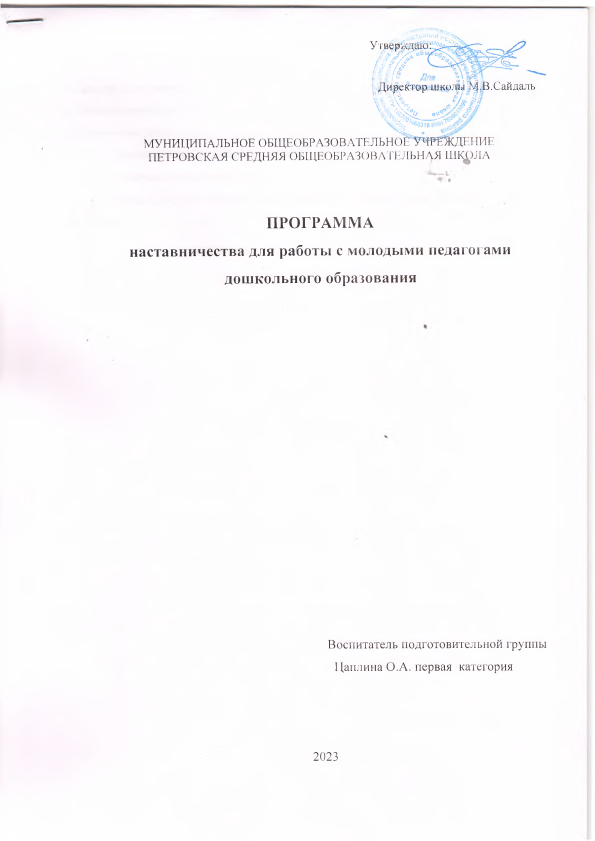 Утверждаю:
Директор школы М.В.Сайдаль
Для
МУНИЦИПАЛЬНОЕ ОБЩЕОБРАЗОВАТЕЛЬНОЕ УЧРЕЖДЕНИЕ
ПЕТРОВСКАЯ СРЕДНЯЯ ОБЩЕОБРАЗОВАТЕЛЬНАЯ ШКОЛА
ПРОГРАММА
наставничества для работы с молодыми педагогами
дошкольного образования
Воспитатель подготовительной группы
Цаплина О.А. первая категория
2023